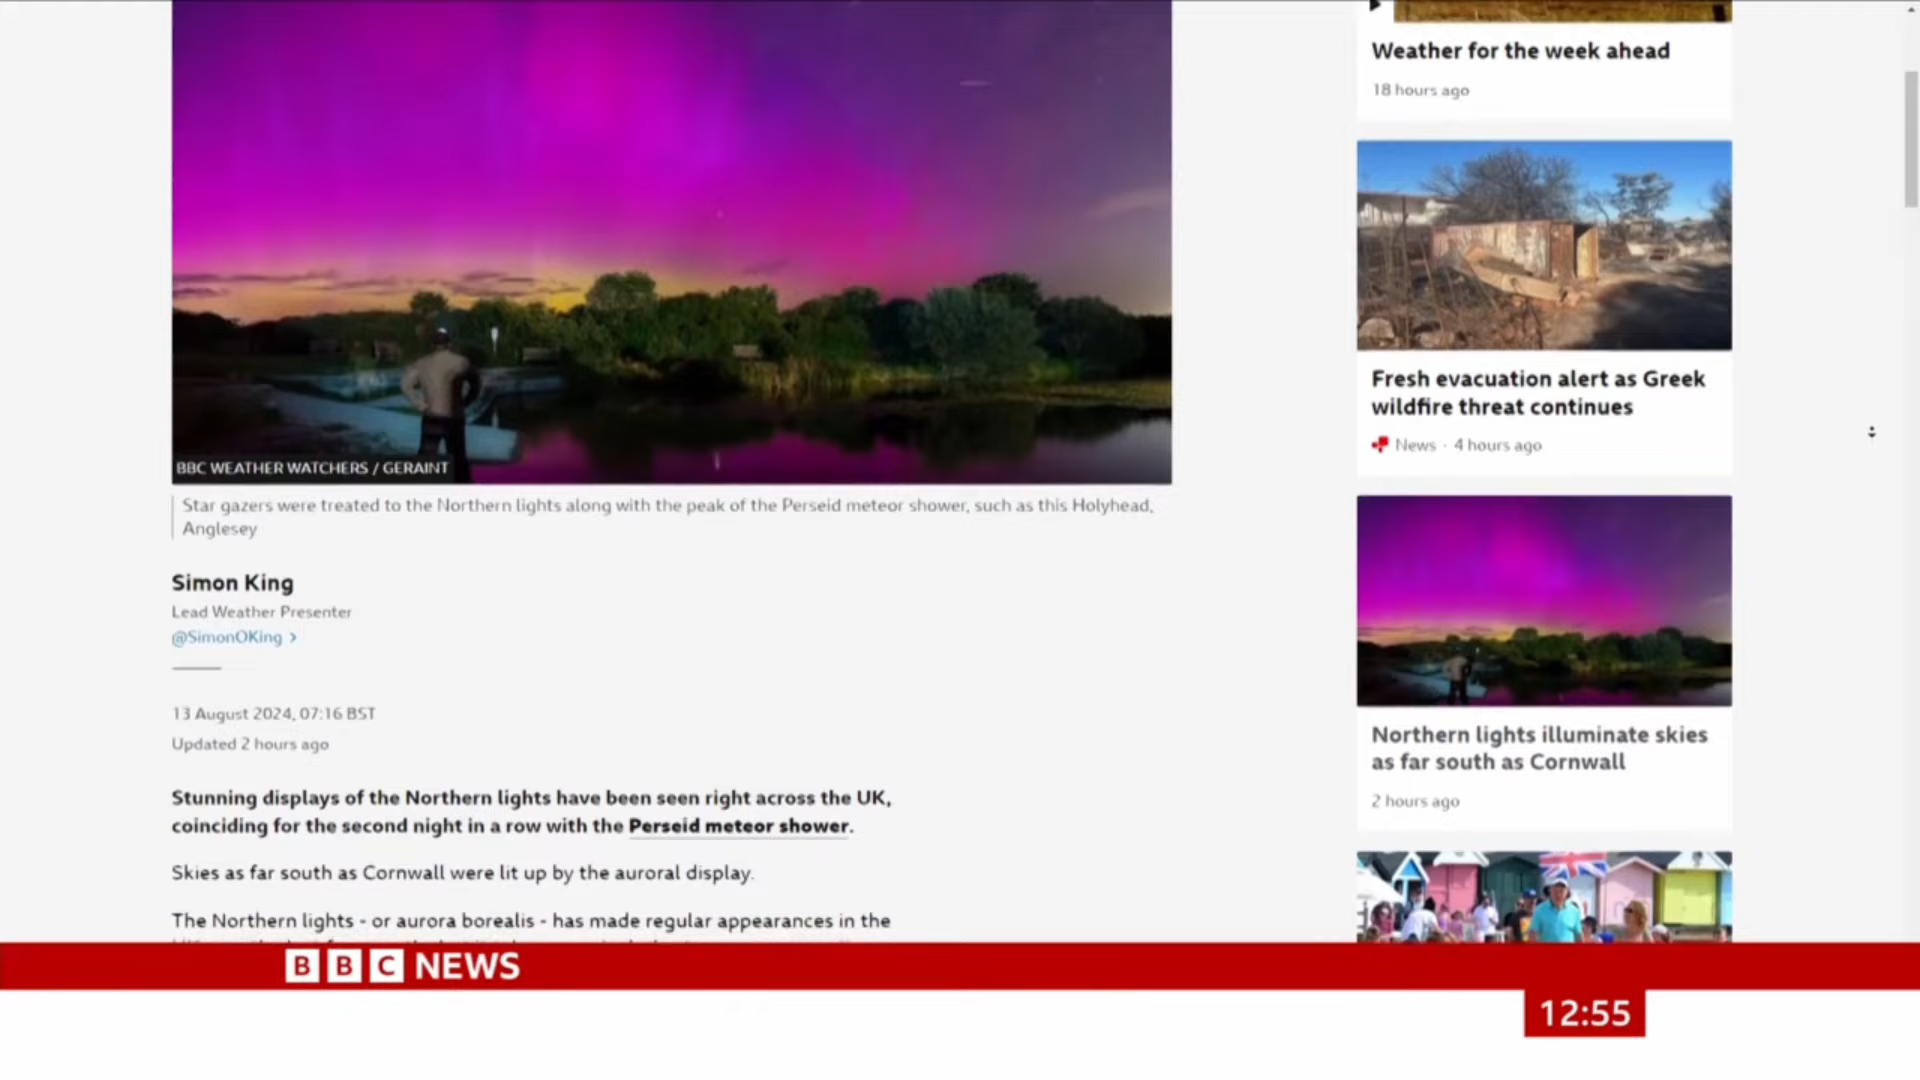 BBC WEATHER WATCHERS / GERAINT
Star gazers were treated to the Northern lights along with the peak of the Perseid meteor shower, such as this Holyhead,
Anglesey
Simon King
Lead Weather Presenter
@SimonOKing
13 August 2024, 07:16 BST
Updated 2 hours ago
Stunning displays of the Northern lights have been seen right across the UK,
coinciding for the second night in a row with the Perseid meteor shower.
Skies as far south as Cornwall were lit up by the auroral display.
The Northern lights - or aurora borealis - has made regular appearances in the
Weather for the week ahead
18 hours ago
Fresh evacuation alert as Greek
wildfire threat continues
News · 4 hours ago
Northern lights illuminate skies
as far south as Cornwall
2 hours ago
BBC NEWS
12:55